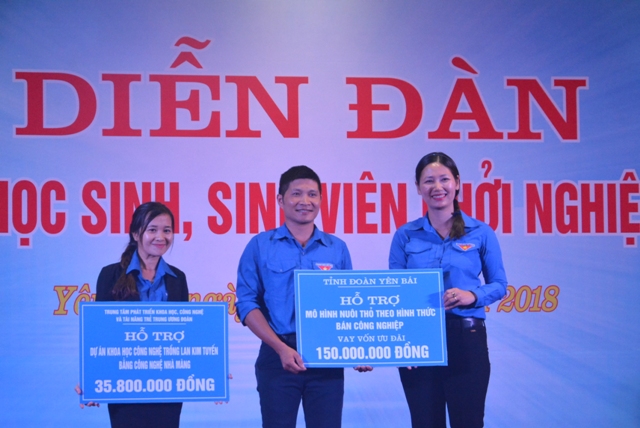 DIỄN ĐÀN
HỌC SINH, SINH VIÊN KHỞI NGHIỆP
Yên 2018
TRUNG TÂM PHÁT TRIỂN KHOA HỌC, CÔNG NGHỆ
VÀ TÀI NĂNG TRẺ TRUNG ƯƠNG ĐOÀN
HỖ TRỢ
DỰ ÁN KHOA HỌC CÔNG NGHỆ TRỒNG LAN KIM TUYẾN
BẰNG CÔNG NGHỆ NHÀ MÀNG
35.800.000 ĐỒNG
TỈNH ĐOÀN YÊN BÁI
HỖ TRỢ
MÔ HÌNH NUÔI THỎ THEO HÌNH THỨC
BÁN CÔNG NGHIỆP
VAY VỐN ƯU ĐÃI
150.000.000 ĐỒNG